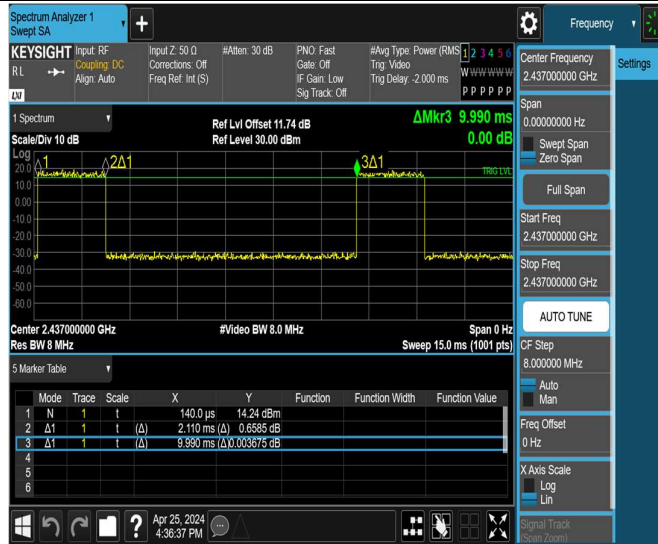 Spectrum Analyzer 1
Swept SA
+
Frequency
KEYSIGHT
RL
LXI
Input: RF
Coupling: DC
Align: Auto
Input Z: 50 Ω
Corrections: Off
Freq Ref: Int (S)
#Atten: 30 dB
PNO: Fast
Gate: Off
IF Gain: Low
Sig Track: Off
#Avg Type: Power (RMS
Trig: Video
Trig Delay: -2.000 ms
1 2 3 4 5 6
W W W W W W
P P P P P P
Center Frequency
2.437000000 GHz
Settings
1 Spectrum
Scale/Div 10 dB
Ref Lvl Offset 11.74 dB
Ref Level 30.00 dBm
ΔMkr3 9.990 ms
0.00 dB
Log
20.0
10.0
0.00
-10.0
-20.0
-30.0
-40.0
-50.0
-60.0
1
2Δ1
3Δ1
TRIG LVL
Center 2.437000000 GHz
Res BW 8 MHz
#Video BW 8.0 MHz
Span 0 Hz
Sweep 15.0 ms (1001 pts)
Span
0.00000000 Hz
Swept Span
Zero Span
Full Span
Start Freq
2.437000000 GHz
Stop Freq
2.437000000 GHz
AUTO TUNE
CF Step
8.000000 MHz
Auto
Man
Freq Offset
0 Hz
X Axis Scale
Log
Lin
Signal Track
(Span Zoom)
5 Marker Table
Mode Trace Scale X Y Function Function Width Function Value
1 N 1 t 140.0 µs 14.24 dBm
2 Δ1 1 t (Δ) 2.110 ms (Δ) 0.6585 dB
3 Δ1 1 t (Δ) 9.990 ms (Δ)0.003675 dB
4
5
6
?
Apr 25, 2024
4:36:37 PM